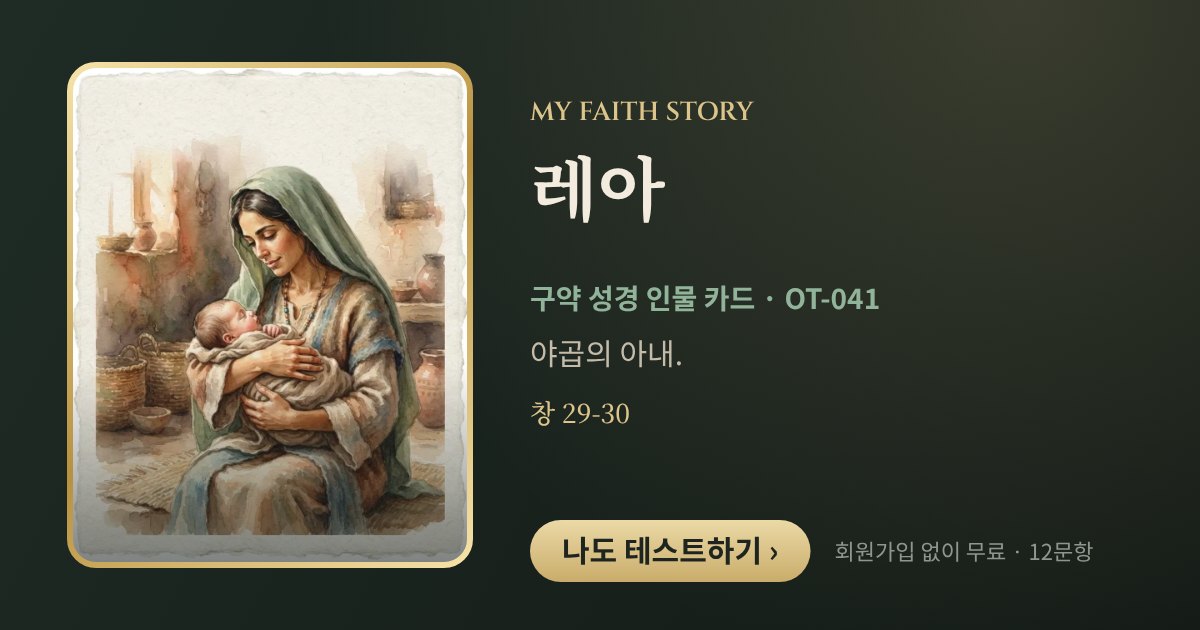 MY FAITH STORY
레아
구약 성경 인물 카드 · OT-041
야곱의 아내.
창 29-30
나도 테스트하기 ›
회원가입 없이 무료 · 12문항